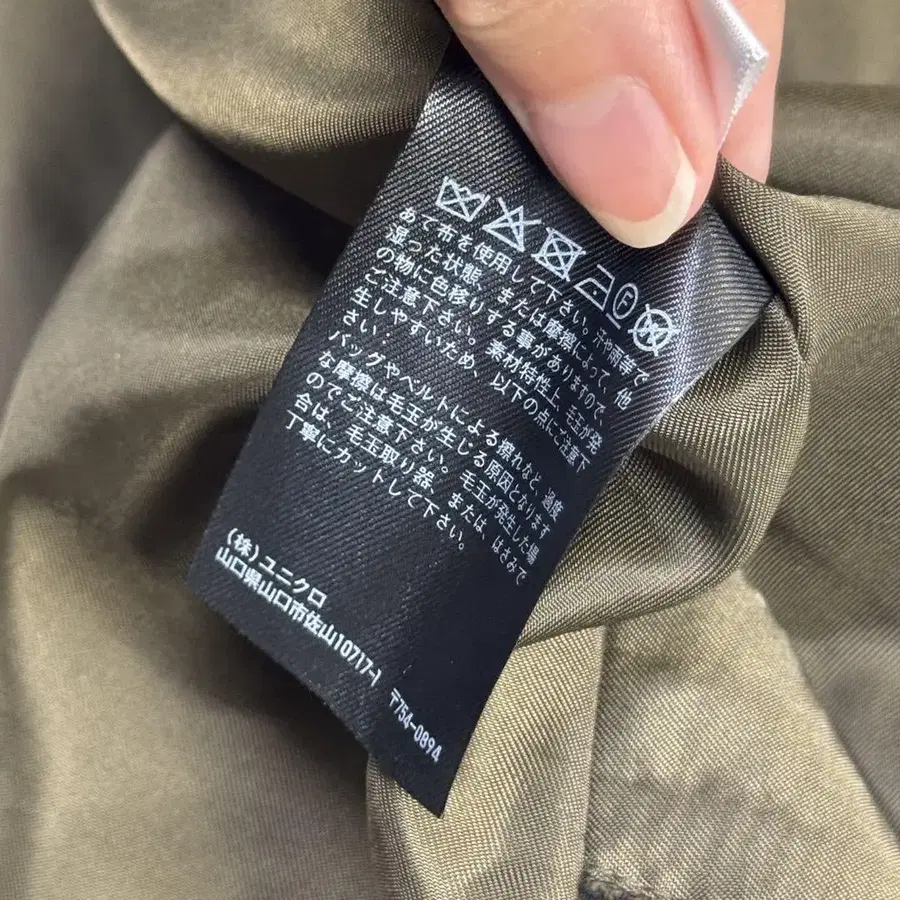 F
あて布を使用して下さい。汗や雨等で
湿った状態、または摩擦によって、他
の物に色移りする事がありますので
ご注意下さい。素材特性上、毛玉が発
生しやすいため、以下の点にご注意下
さい:
バッグやベルトによる擦れなど、過度
な摩擦は毛玉が生じる原因となります
のでご注意下さい。毛玉が発生した場
合は、毛玉取り器、または、はさみで
丁寧にカットして下さい。
(株)ユニクロ
山口県山口市佐山10717-1 〒754-0894